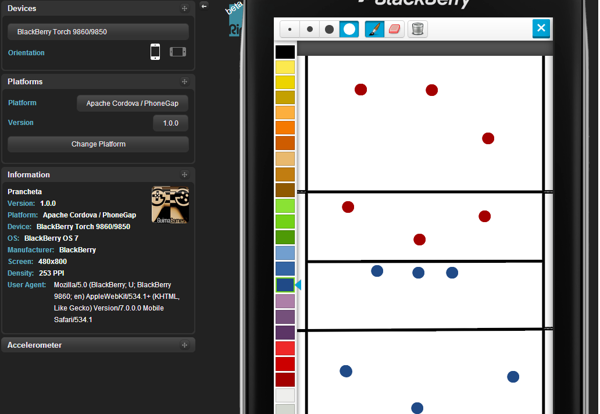 Devices
BlackBerry Torch 9860/9850
Orientation
Platforms
Platform
Apache Cordova / PhoneGap
Version
1.0.0
Change Platform
Information
Prancheta
Version: 1.0.0
Platform: Apache Cordova / PhoneGap
Device: BlackBerry Torch 9860/9850
OS: BlackBerry OS 7
Manufacturer: BlackBerry
Screen: 480x800
Density: 253 PPI
User Agent: Mozilla/5.0 (BlackBerry; U; BlackBerry
9860; en) AppleWebKit/534.1+ (KHTML,
Like Gecko) Version/7.0.0.0 Mobile
Safari/534.1
Accelerometer
beta
BlackBerry